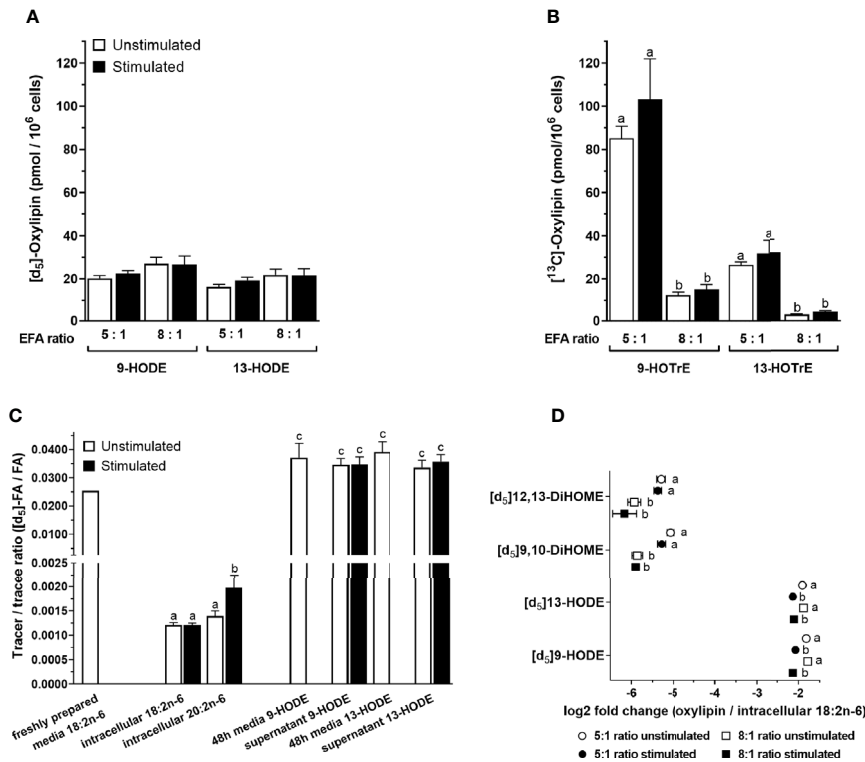 A
[d5]-Oxylipin (pmol / 10^6 cells)
120
100
80
60
40
20
0
Unstimulated
Stimulated
EFA ratio
5 : 1
8 : 1
5 : 1
8 : 1
9-HODE
13-HODE
B
[13C]-Oxylipin (pmol/10^6 cells)
120
100
80
60
40
20
0
a
a
b
b
a
a
b
b
EFA ratio
5 : 1
8 : 1
5 : 1
8 : 1
9-HOTrE
13-HOTrE
C
Tracer / tracee ratio ([d5]-FA / FA)
0.0400
0.0300
0.0200
0.0100
0.0025
0.0020
0.0015
0.0010
0.0005
0.0000
Unstimulated
Stimulated
a
a
a
b
c
c
c
c
c
c
freshly prepared
media 18:2n-6
intracellular 18:2n-6
intracellular 20:2n-6
48h media 9-HODE
supernatant 9-HODE
48h media 13-HODE
supernatant 13-HODE
D
[d5]12,13-DiHOME
[d5]9,10-DiHOME
[d5]13-HODE
[d5]9-HODE
a
a
b
b
a
a
b
b
a
b
a
b
a
b
a
b
-6
-5
-4
-3
-2
-1
log2 fold change (oxylipin / intracellular 18:2n-6)
5:1 ratio unstimulated
8:1 ratio unstimulated
5:1 ratio stimulated
8:1 ratio stimulated